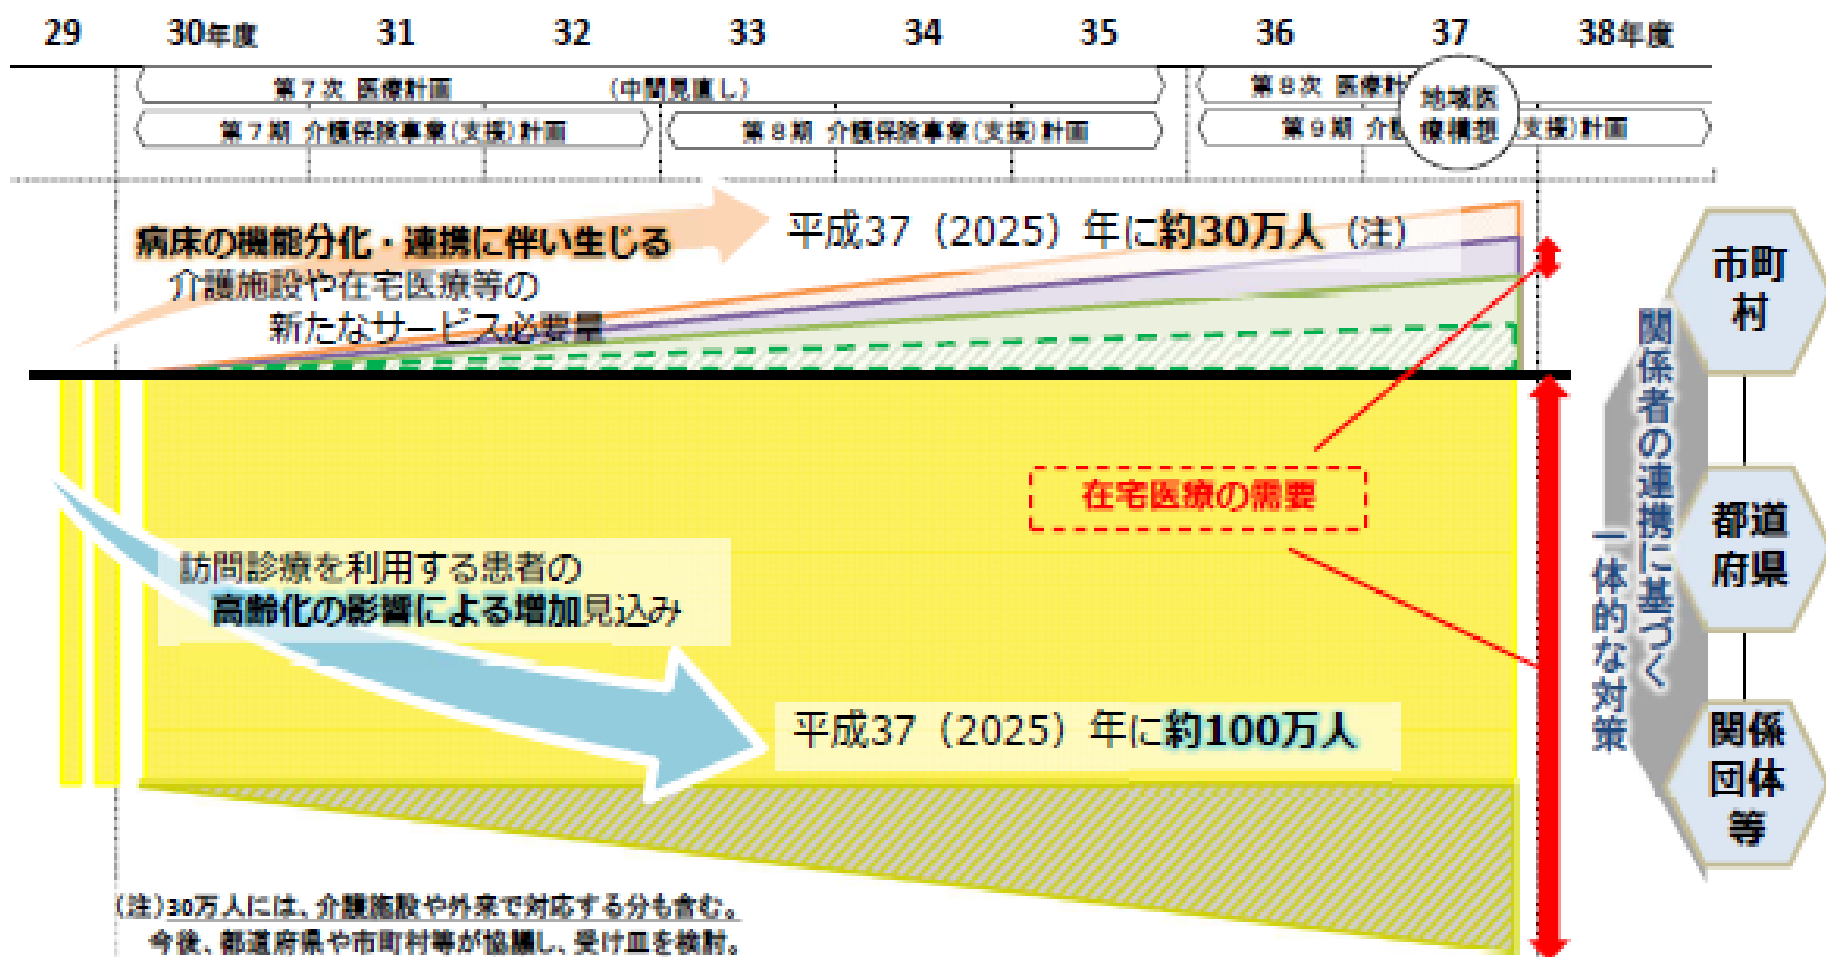 29 30年度 31 32 33 34 35 36 37 38年度
第7次 医療計画 (中間見直し) 第8次 医療計
地域医
療構想
第7期 介護保険事業(支援)計画 第8期 介護保険事業(支援)計画 第9期 介護 支援)計画
病床の機能分化・連携に伴い生じる
介護施設や在宅医療等の
新たなサービス必要量
平成37（2025）年に約30万人（注）
在宅医療の需要
訪問診療を利用する患者の
高齢化の影響による増加見込み
平成37（2025）年に約100万人
(注)30万人には、介護施設や外来で対応する分も含む。
今後、都道府県や市町村等が協議し、受け皿を検討。
関係者の連携に基づく
一体的な対策
市町
村
都道
府県
関係
団体
等